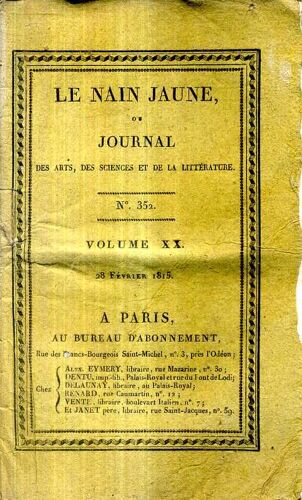 LE NAIN JAUNE,
OU
JOURNAL
DES ARTS, DES SCIENCES ET DE LA LITTÉRATURE.
N°. 352.
VOLUME XX.
28 FÉVRIER 1815.
A PARIS,
AU BUREAU D'ABONNEMENT,
Rue des Francs-Bourgeois Saint-Michel, n°. 3, près l'Odéon;
Chez
ALEX. EYMERY, libraire, rue Mazarine, n°. 30;
DENTU, imp.-lib., Palais-Royal et rue du Pont de Lodi;
DELAUNAY, libraire, au Palais-Royal;
RENARD, rue Caumartin, n°. 12;
VENTE, libraire, boulevart Italien, n°. 7;
Et JANET père, libraire, rue Saint-Jacques, n°. 59.